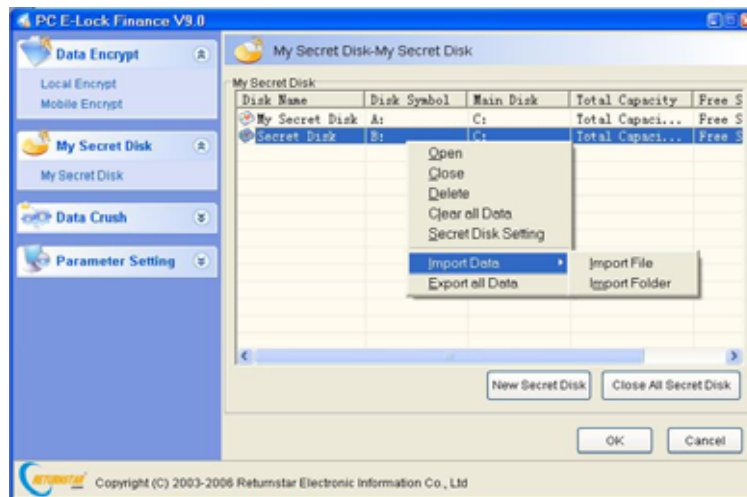 PC E-Lock Finance V9.0
Data Encrypt
Local Encrypt
Mobile Encrypt
My Secret Disk
My Secret Disk
Data Crush
Parameter Setting
My Secret Disk-My Secret Disk
My Secret Disk
Disk Name Disk Symbol Main Disk Total Capacity Free S
My Secret Disk A: C: Total Capaci... Free S
Secret Disk B: C: Total Capaci... Free S
Open
Close
Delete
Clear all Data
Secret Disk Setting
Import Data
Export all Data
Import File
Import Folder
New Secret Disk Close All Secret Disk
OK Cancel
RETURNSTAR Copyright (C) 2003-2006 Returnstar Electronic Information Co., Ltd